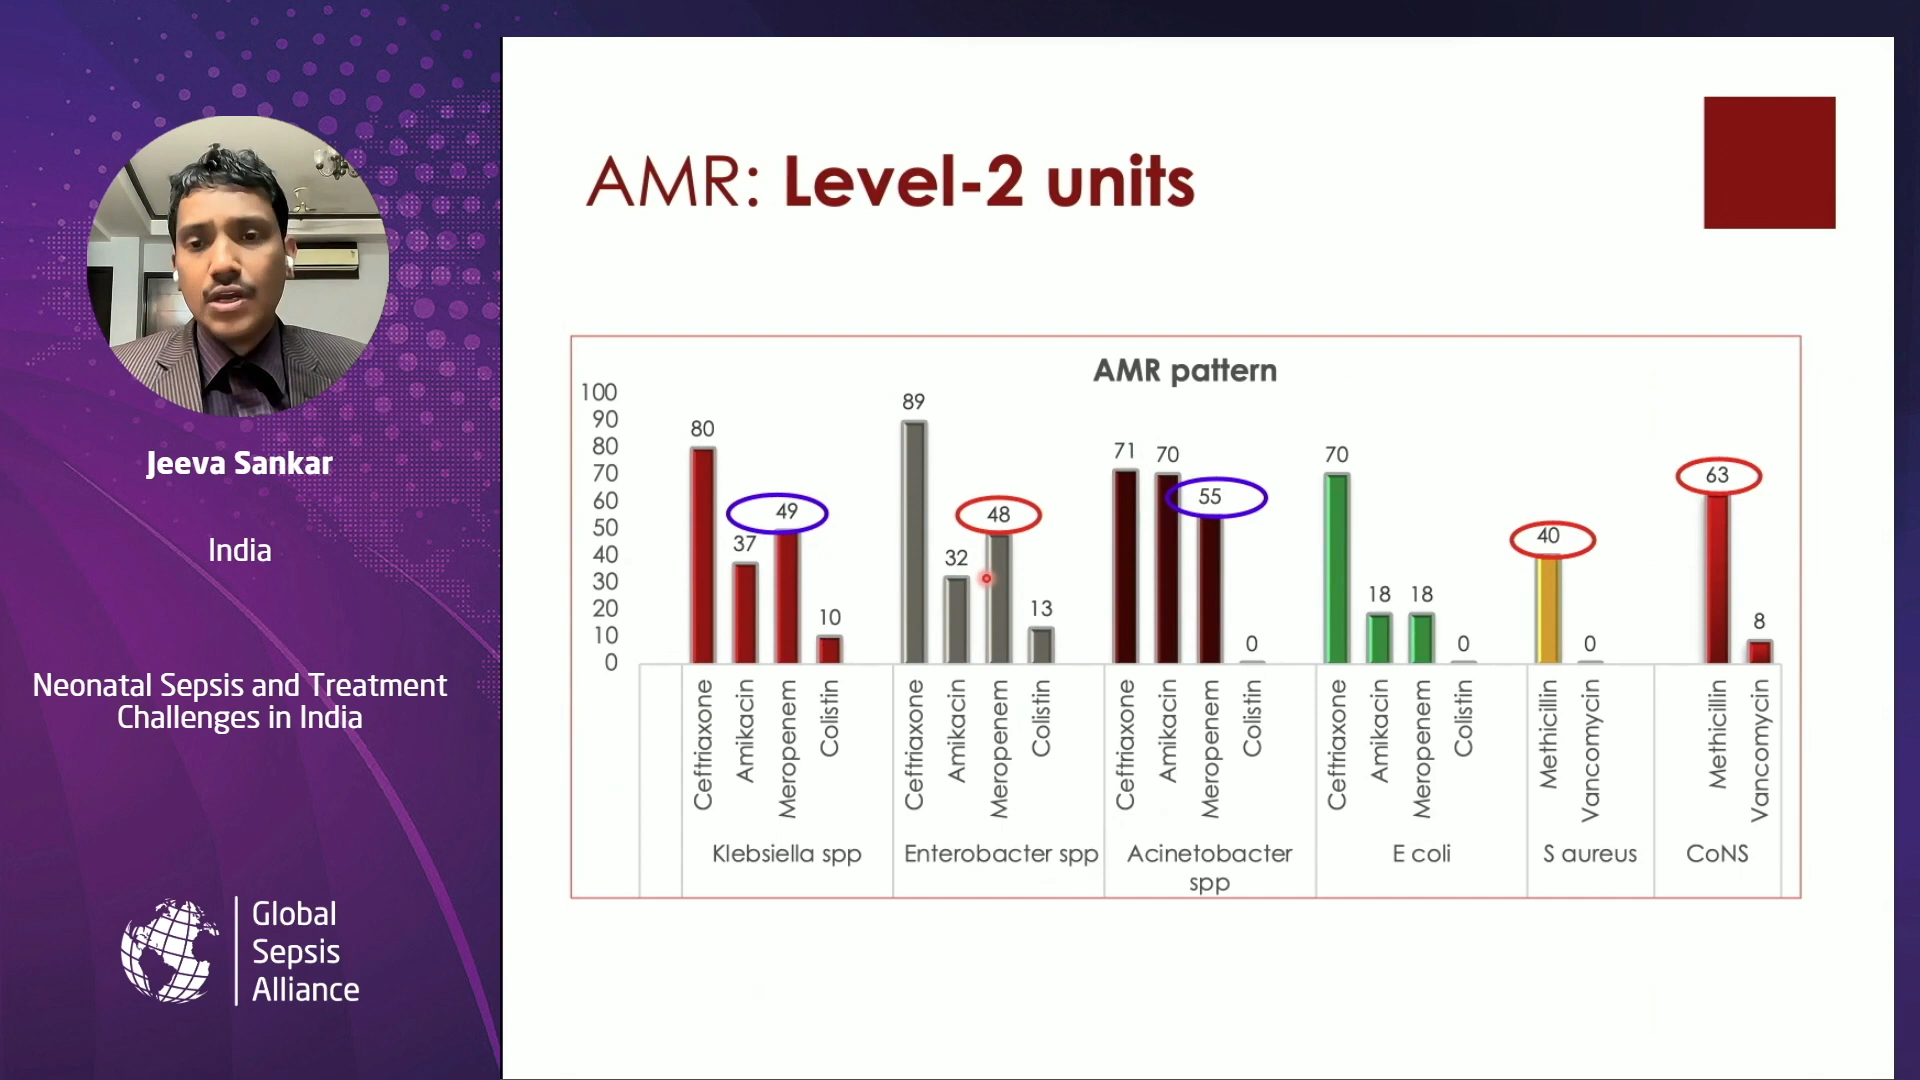 Jeeva Sankar
India
Neonatal Sepsis and Treatment
Challenges in India
Global
Sepsis
Alliance
AMR: Level-2 units
AMR pattern
100
90
80
70
60
50
40
30
20
10
0
80
37
49
10
89
32
48
13
71
70
55
0
70
18
18
0
40
0
63
8
Ceftriaxone
Amikacin
Meropenem
Colistin
Ceftriaxone
Amikacin
Meropenem
Colistin
Ceftriaxone
Amikacin
Meropenem
Colistin
Ceftriaxone
Amikacin
Meropenem
Colistin
Methicillin
Vancomycin
Methicillin
Vancomycin
Klebsiella spp
Enterobacter spp
Acinetobacter
spp
E coli
S aureus
CoNS